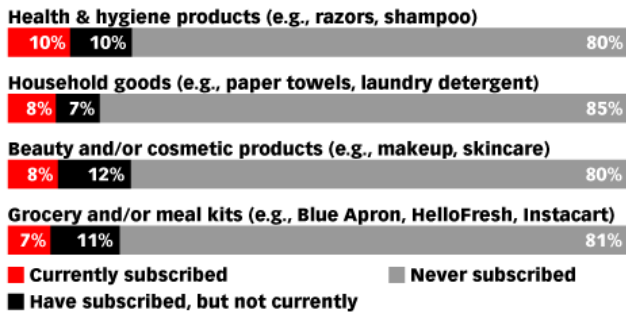 Health & hygiene products (e.g., razors, shampoo)
10% 10% 80%
Household goods (e.g., paper towels, laundry detergent)
8% 7% 85%
Beauty and/or cosmetic products (e.g., makeup, skincare)
8% 12% 80%
Grocery and/or meal kits (e.g., Blue Apron, HelloFresh, Instacart)
7% 11% 81%
Currently subscribed Never subscribed
Have subscribed, but not currently